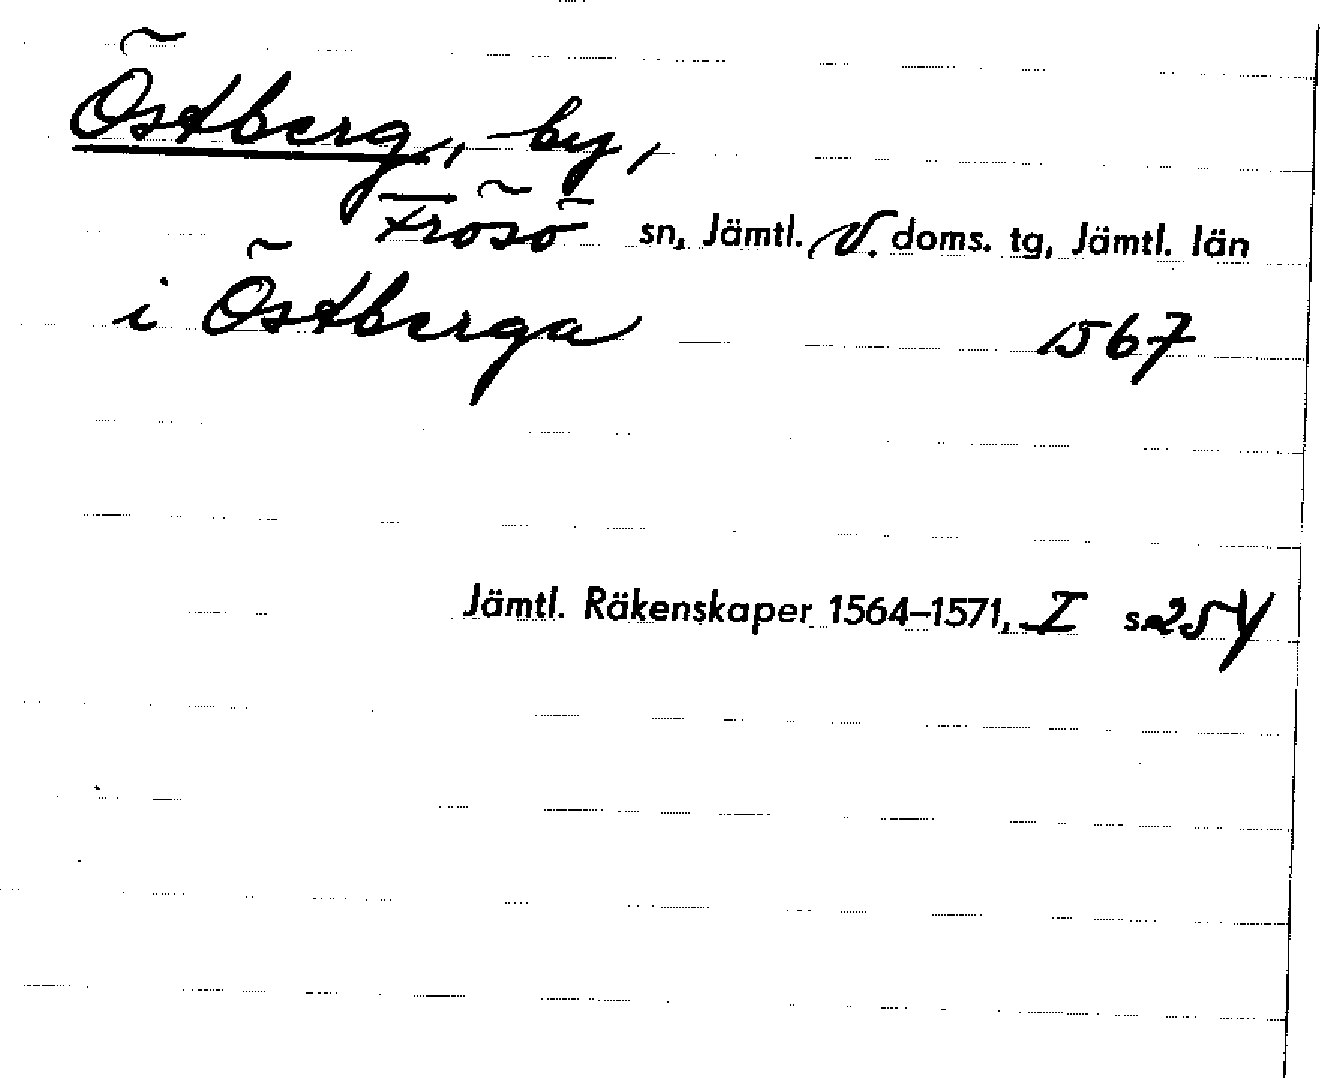 Östberg, by,
Frösö sn, Jämtl. V. doms. tg, Jämtl. län
i Östberga 1567
Jämtl. Räkenskaper 1564–1571, I s. 254